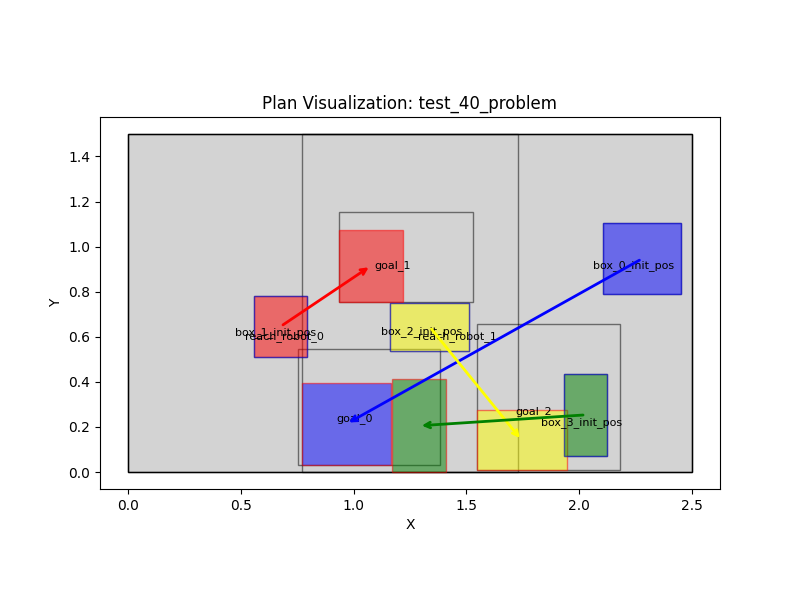 Plan Visualization: test_40_problem
Y
1.4
1.2
1.0
0.8
0.6
0.4
0.2
0.0
goal_1
box_0_init_pos
box_1_init_pos
reach_robot_0
box_2_init_pos
reach_robot_1
goal_0
goal_2
box_3_init_pos
0.0 0.5 1.0 1.5 2.0 2.5
X